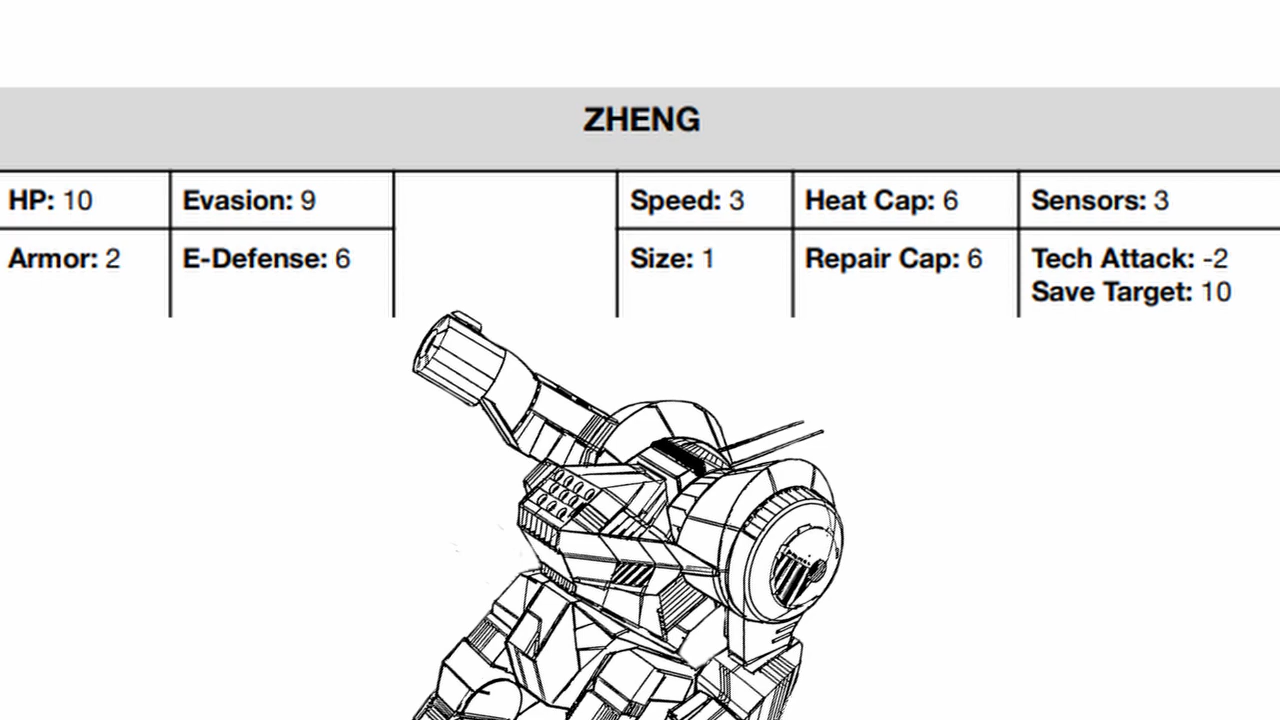 ZHENG
HP: 10
Evasion: 9
Speed: 3
Heat Cap: 6
Sensors: 3
Armor: 2
E-Defense: 6
Size: 1
Repair Cap: 6
Tech Attack: -2
Save Target: 10